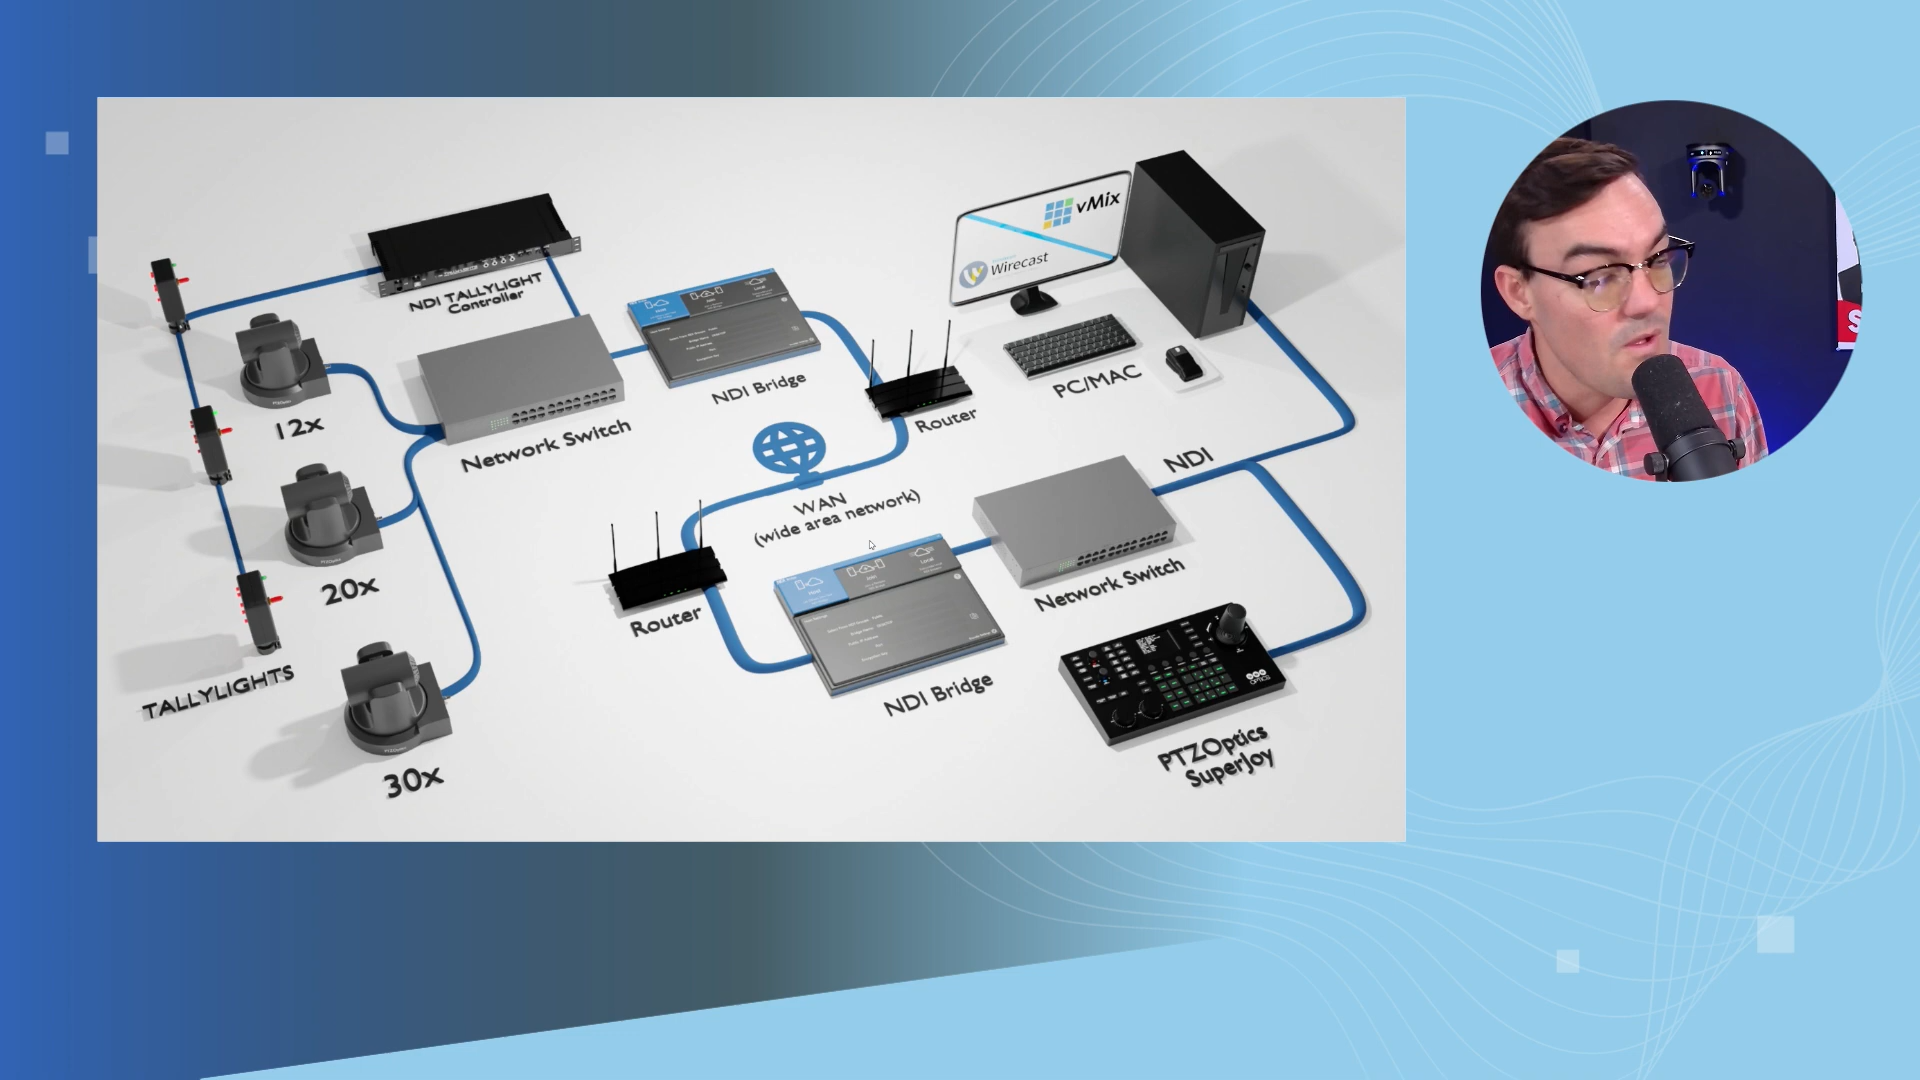 vMix
Wirecast
NDI TALLYLIGHT
Controller
NDI Bridge
PC/MAC
Router
12x
Network Switch
NDI
WAN
(wide area network)
20x
Router
Network Switch
TALLYLIGHTS
NDI Bridge
PTZOptics
SuperJoy
30x
S